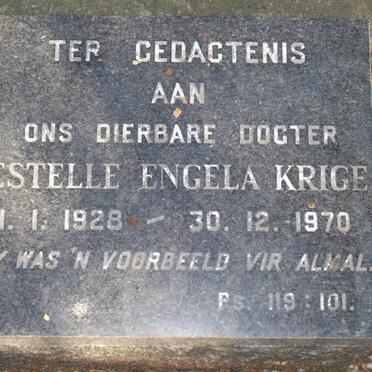 TER GEDAGTENIS
AAN
ONS DIERBARE DOGTER
ESTELLE ENGELA KRIGE
1. 1928 — 30. 12. 1970
WAS 'N VOORBEELD VIR ALMAL.
Ps. 119 : 101.